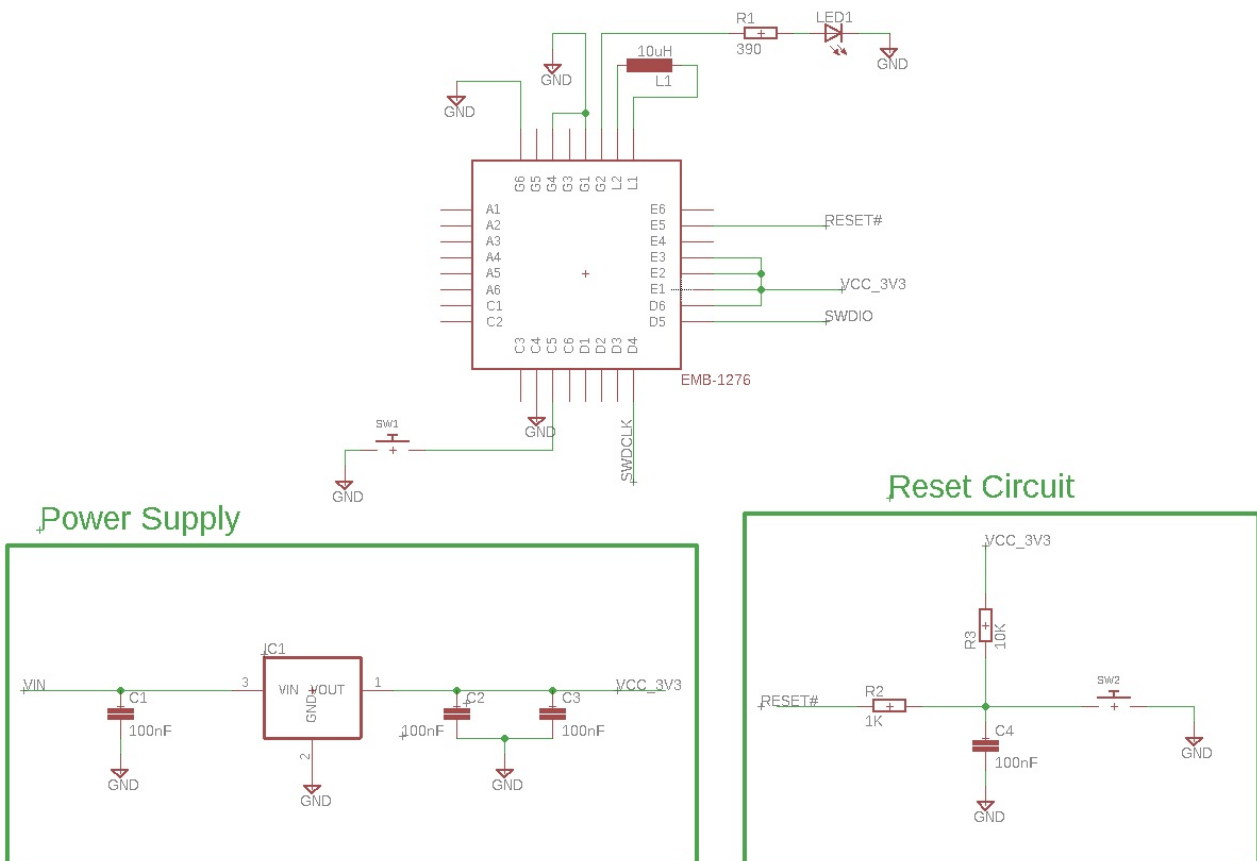 R1
LED1
390
GND
10uH
L1
GND
GND
G6
G5
G4
G3
G1
G2
L2
L1
A1
A2
A3
A4
A5
A6
C1
C2
E6
E5
E4
E3
E2
E1
D6
D5
RESET#
VCC_3V3
SWDIO
C3
C4
C5
C6
D1
D2
D3
D4
EMB-1276
GND
SWDCLK
SW1
GND
Power Supply
VIN
C1
100nF
GND
IC1
3
VIN
VOUT
GND
1
2
GND
C2
100nF
C3
100nF
VCC_3V3
GND
Reset Circuit
VCC_3V3
R3
10K
RESET#
R2
1K
SW2
C4
100nF
GND
GND